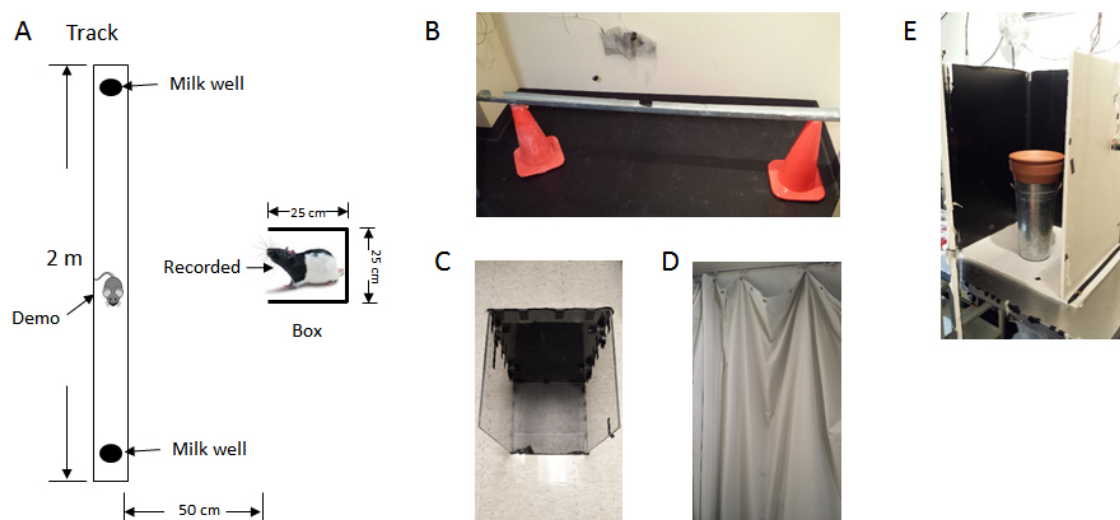 A
Track
Milk well
2 m
Demo
Milk well
50 cm
25 cm
25 cm
Recorded
Box
B
C
D
E